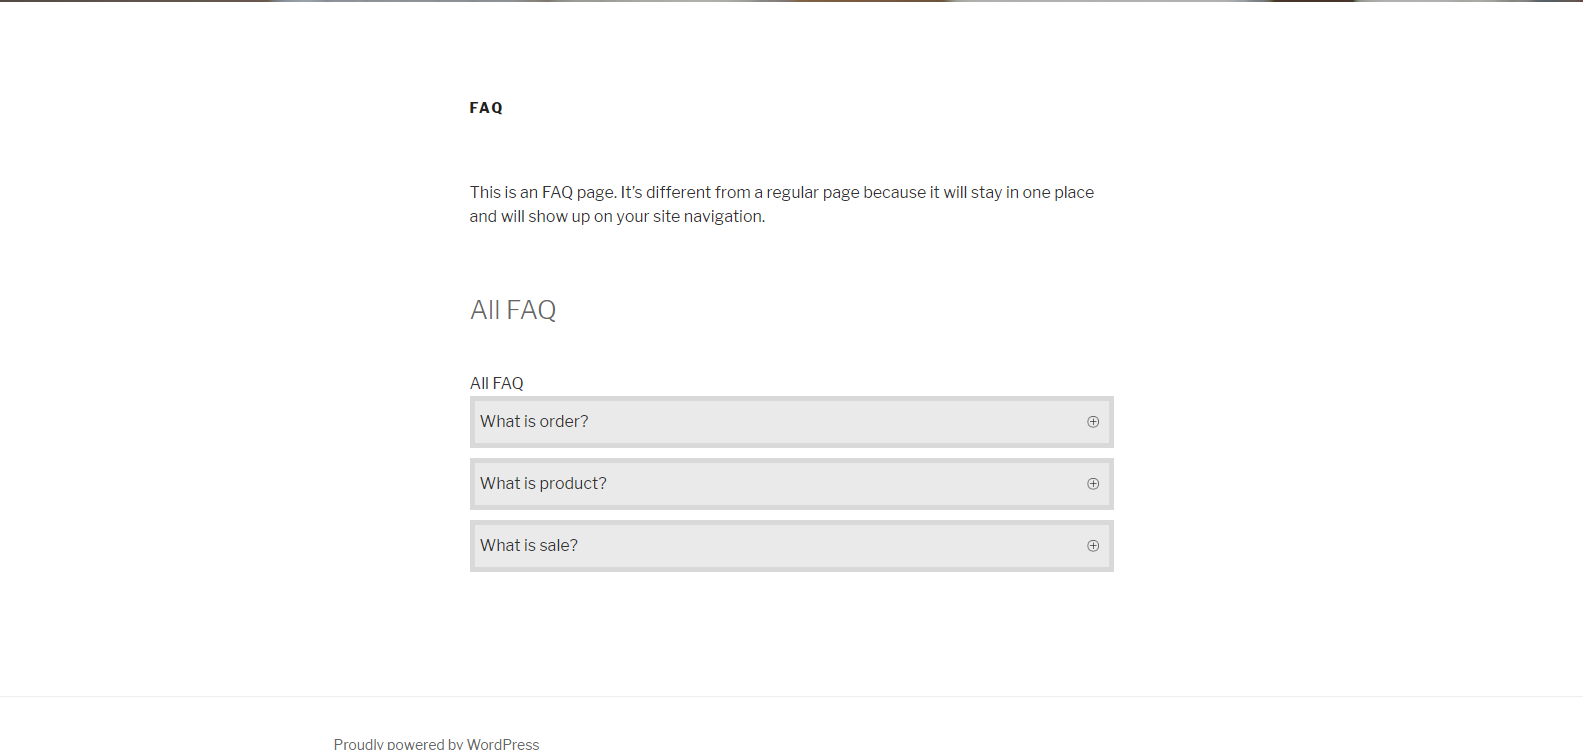 FAQ
This is an FAQ page. It’s different from a regular page because it will stay in one place
and will show up on your site navigation.
All FAQ
All FAQ
What is order?
What is product?
What is sale?
Proudly powered by WordPress